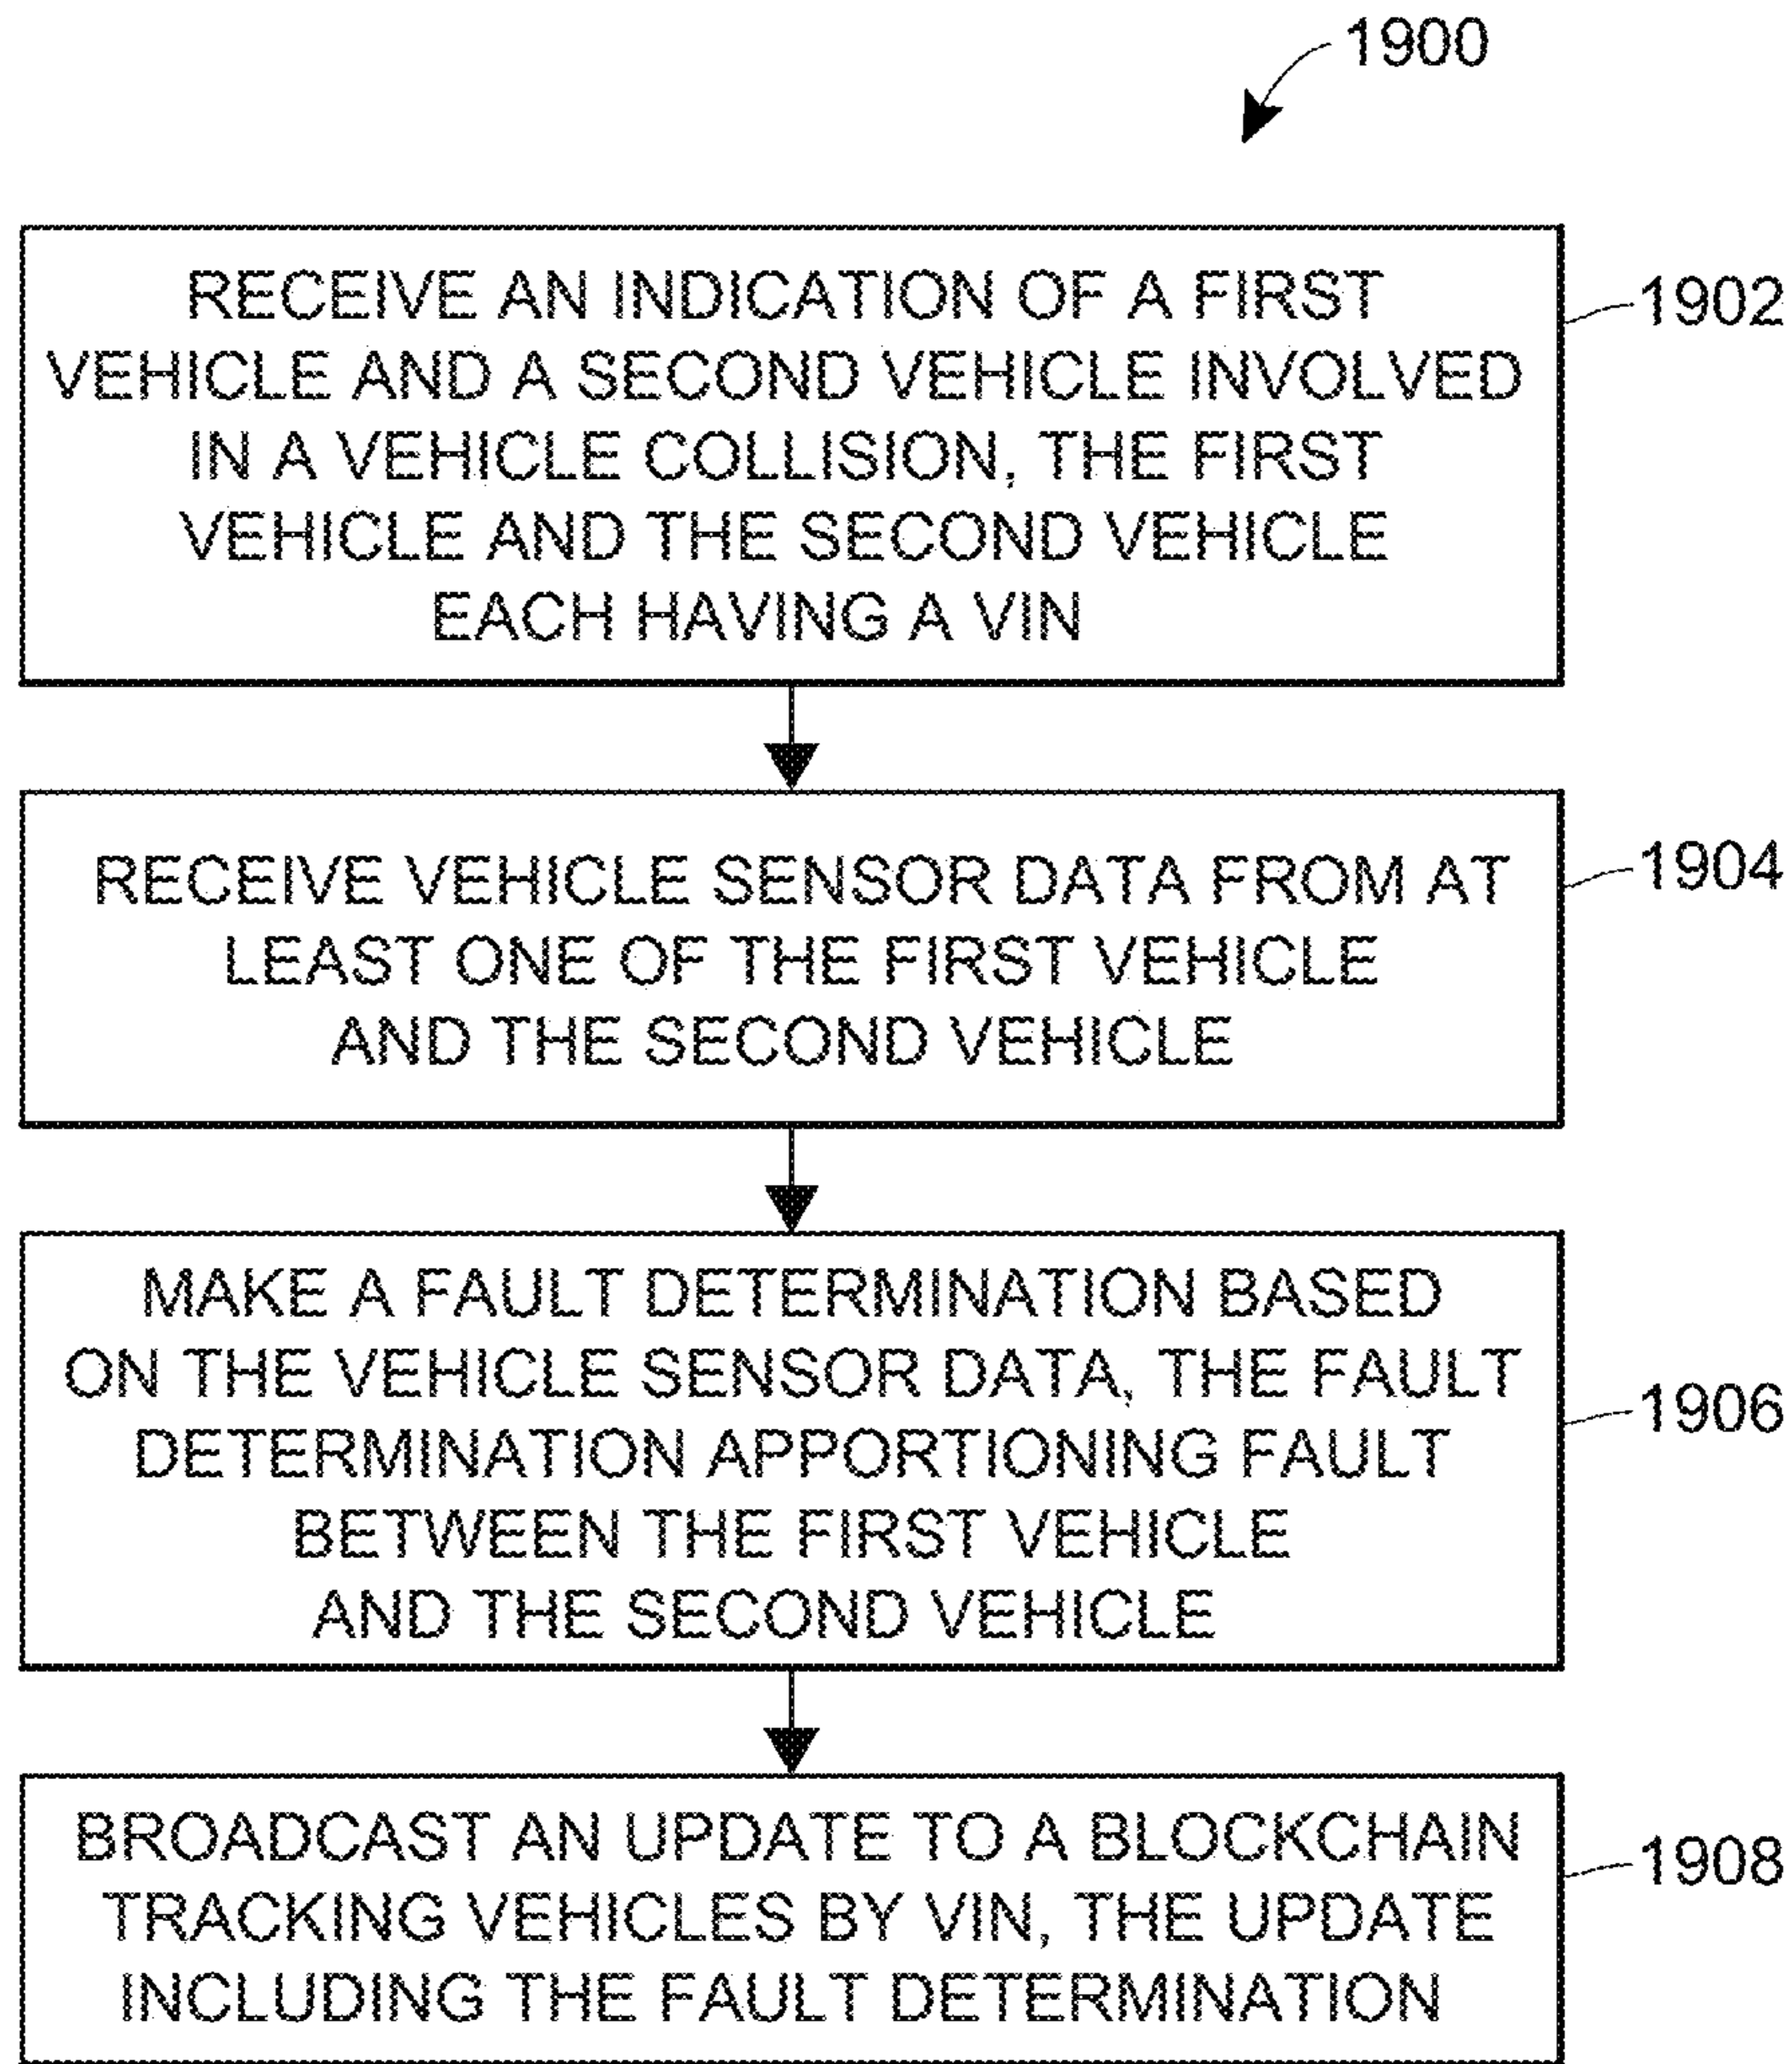 1900
RECEIVE AN INDICATION OF A FIRST
VEHICLE AND A SECOND VEHICLE INVOLVED
IN A VEHICLE COLLISION, THE FIRST
VEHICLE AND THE SECOND VEHICLE
EACH HAVING A VIN
1902
RECEIVE VEHICLE SENSOR DATA FROM AT
LEAST ONE OF THE FIRST VEHICLE
AND THE SECOND VEHICLE
1904
MAKE A FAULT DETERMINATION BASED
ON THE VEHICLE SENSOR DATA, THE FAULT
DETERMINATION APPORTIONING FAULT
BETWEEN THE FIRST VEHICLE
AND THE SECOND VEHICLE
1906
BROADCAST AN UPDATE TO A BLOCKCHAIN
TRACKING VEHICLES BY VIN, THE UPDATE
INCLUDING THE FAULT DETERMINATION
1908